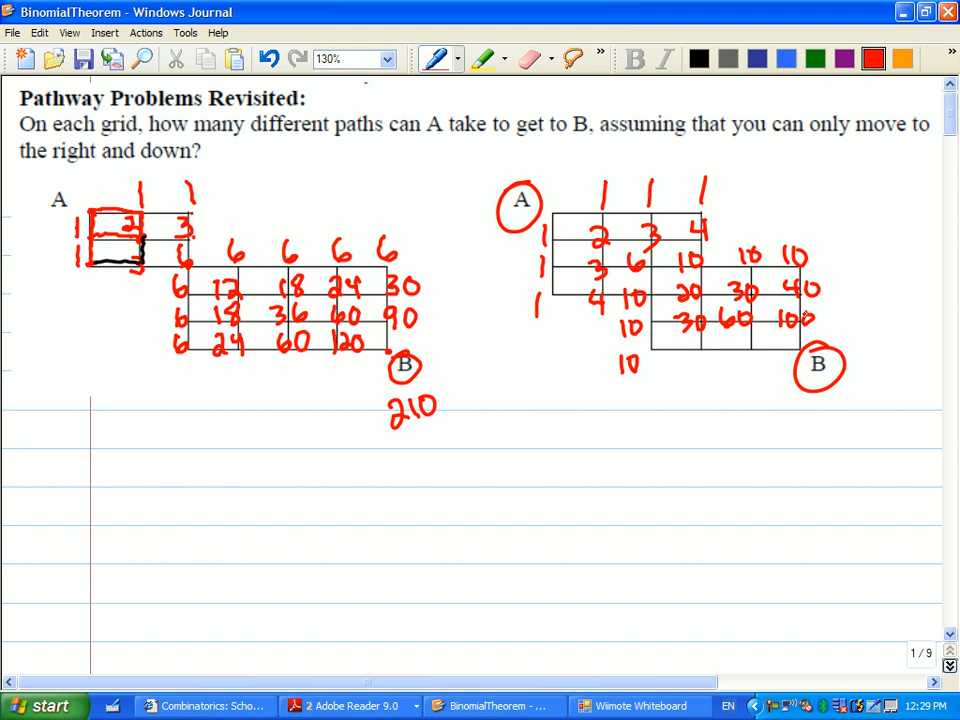 BinomialTheorem - Windows Journal
File Edit View Insert Actions Tools Help
130%
B I
Pathway Problems Revisited:
On each grid, how many different paths can A take to get to B, assuming that you can only move to
the right and down?
A 1 1
1 2 3
1 3 6 6 6 6 6
6 12 18 24 30
6 18 36 60 90
6 24 60 120
B
210
A 1 1 1
1 2 3 4
1 3 6 10 10 10
1 4 10 20 30 40
10 30 60 100
10
B
1 / 9
start Combinatorics: Scho... 2 Adobe Reader 9.0 BinomialTheorem - ... Wiimote Whiteboard EN 12:29 PM